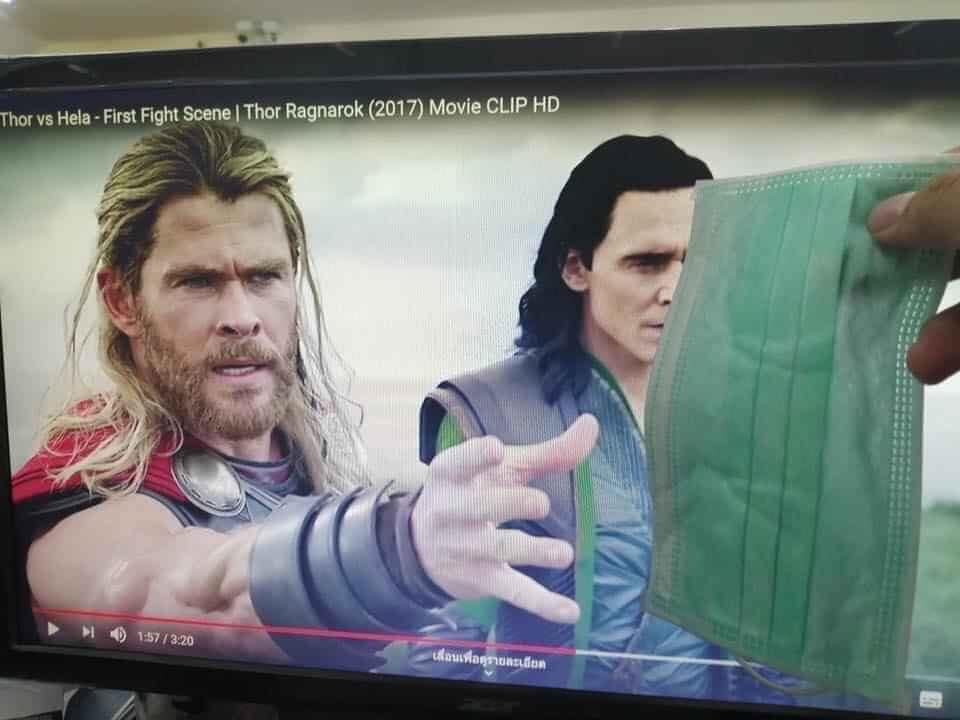 Thor vs Hela - First Fight Scene | Thor Ragnarok (2017) Movie CLIP HD
1:57 / 3:20
เลื่อนเพื่อดูรายละเอียด
acer